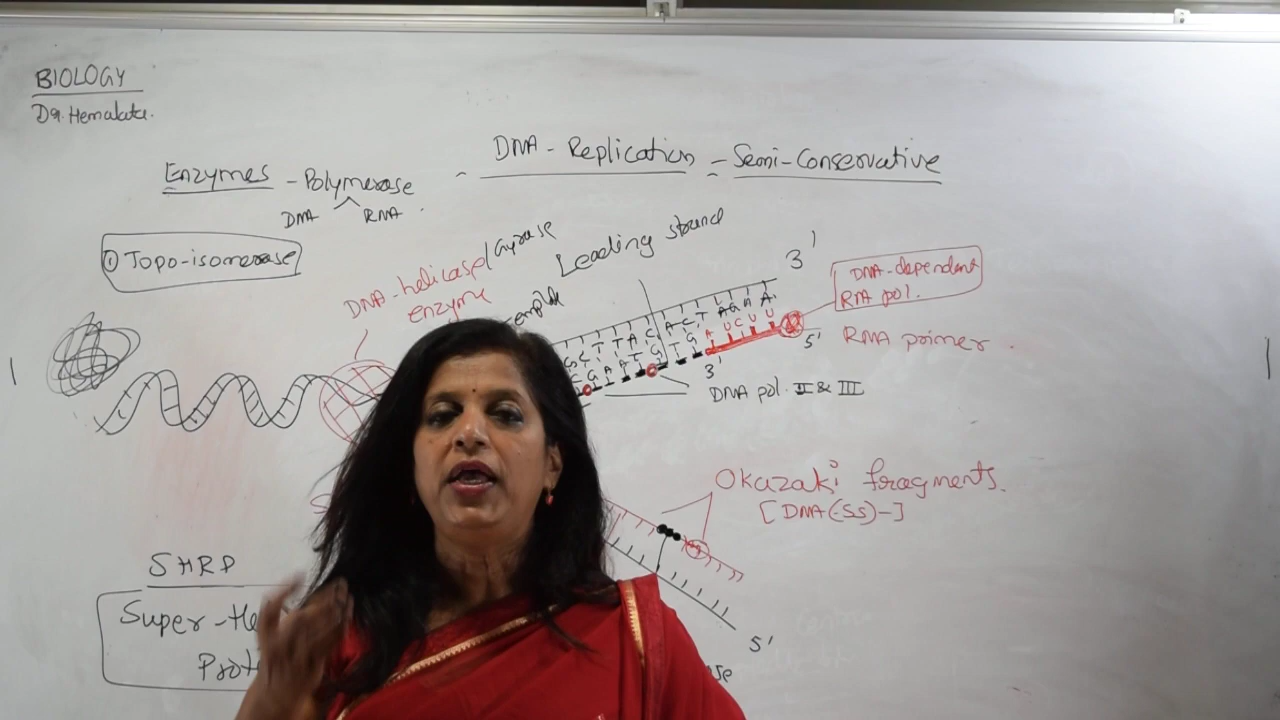 BIOLOGY
Dr. Hemalata.
DNA - Replication - Semi-Conservative
Enzymes - Polymerase
DNA RNA
① Topo-isomerase
DNA-helicase/Gyrase
enzyme
Leading strand
3'
DNA-dependent
RNA pol.
5' RNA primer
3'
DNA pol. II & III
Okazaki fragments.
[DNA (SS)-]
SHRP
Super-He
Prot
5'